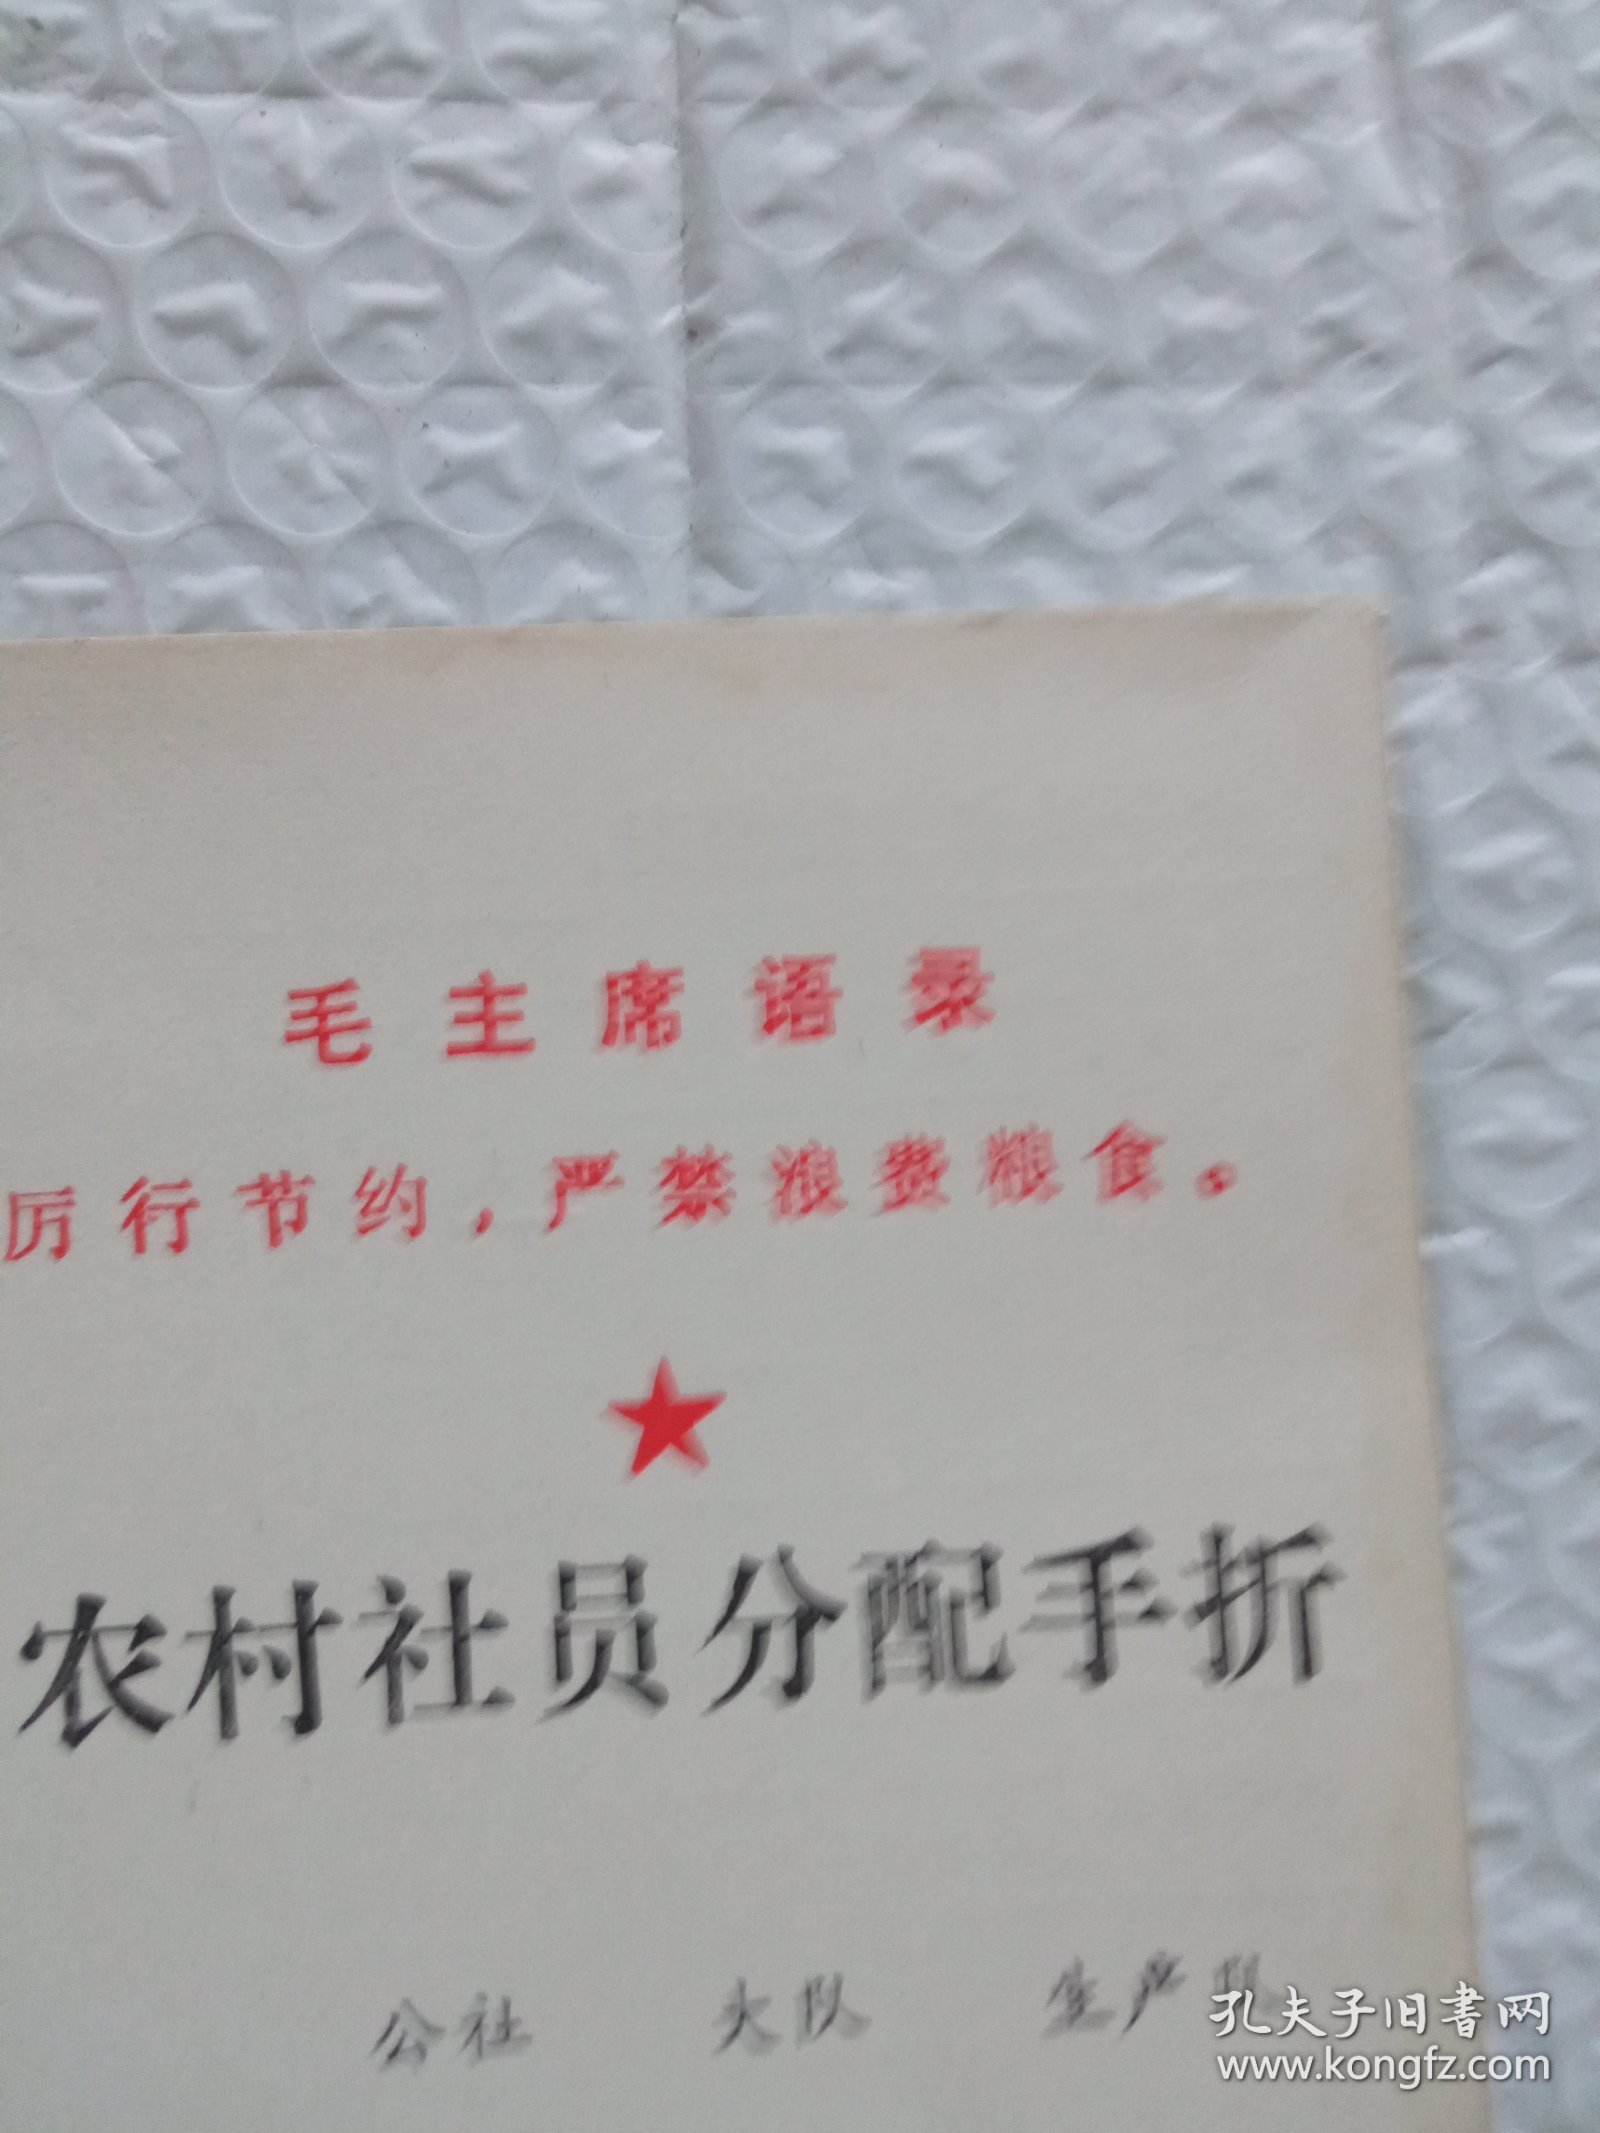 毛主席语录
厉行节约，严禁浪费粮食。
农村社员分配手折
公社 大队 生产队
孔夫子旧书网
www.kongfz.com